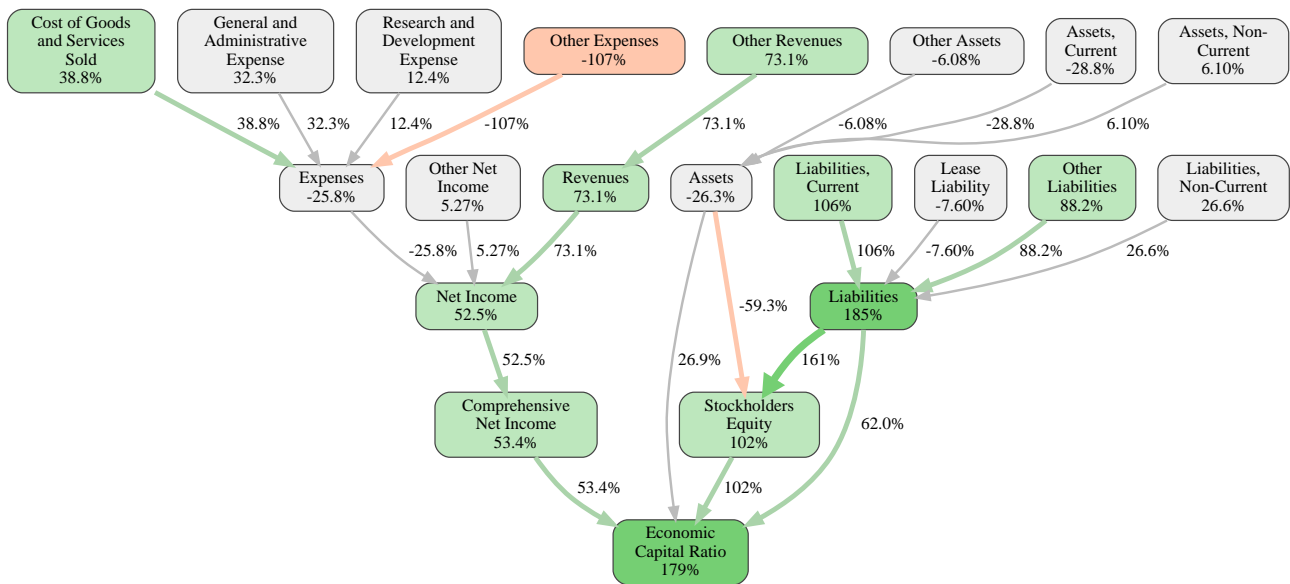 Cost of Goods
and Services
Sold
38.8%
General and
Administrative
Expense
32.3%
Research and
Development
Expense
12.4%
Other Expenses
-107%
Other Revenues
73.1%
Other Assets
-6.08%
Assets,
Current
-28.8%
Assets, Non-
Current
6.10%
38.8%
32.3%
12.4%
-107%
73.1%
-6.08%
-28.8%
6.10%
Expenses
-25.8%
Other Net
Income
5.27%
Revenues
73.1%
Assets
-26.3%
Liabilities,
Current
106%
Lease
Liability
-7.60%
Other
Liabilities
88.2%
Liabilities,
Non-Current
26.6%
-25.8%
5.27%
73.1%
106%
-7.60%
88.2%
26.6%
Net Income
52.5%
-59.3%
Liabilities
185%
52.5%
26.9%
161%
Comprehensive
Net Income
53.4%
Stockholders
Equity
102%
62.0%
53.4%
102%
Economic
Capital Ratio
179%